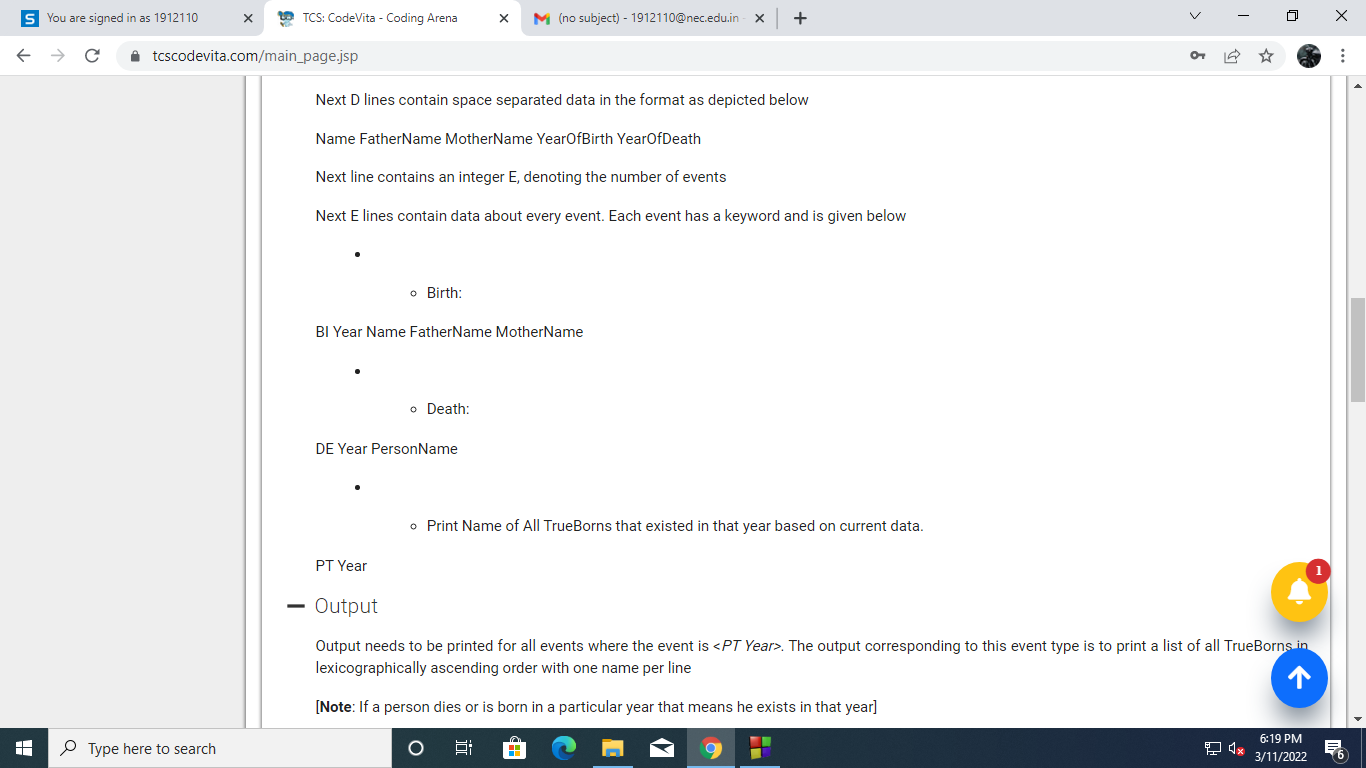 You are signed in as 1912110
TCS: CodeVita - Coding Arena
(no subject) - 1912110@nec.edu.in -
tcscodevita.com/main_page.jsp
Next D lines contain space separated data in the format as depicted below
Name FatherName MotherName YearOfBirth YearOfDeath
Next line contains an integer E, denoting the number of events
Next E lines contain data about every event. Each event has a keyword and is given below
Birth:
BI Year Name FatherName MotherName
Death:
DE Year PersonName
Print Name of All TrueBorns that existed in that year based on current data.
PT Year
Output
Output needs to be printed for all events where the event is <PT Year>. The output corresponding to this event type is to print a list of all TrueBorns in
lexicographically ascending order with one name per line
[Note: If a person dies or is born in a particular year that means he exists in that year]
1
Type here to search
6:19 PM
3/11/2022
6